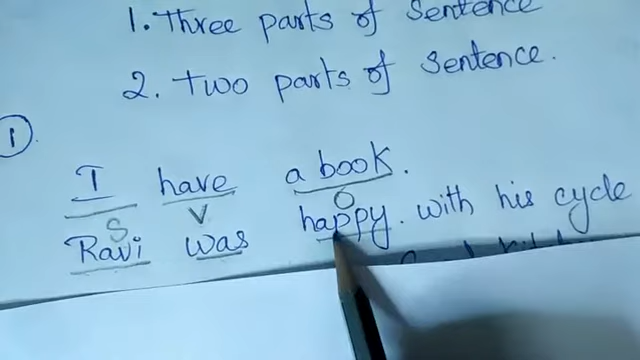 1. Three parts of Sentence
2. Two parts of Sentence.
1
I have a book.
S V O
Ravi was happy. with his cycle